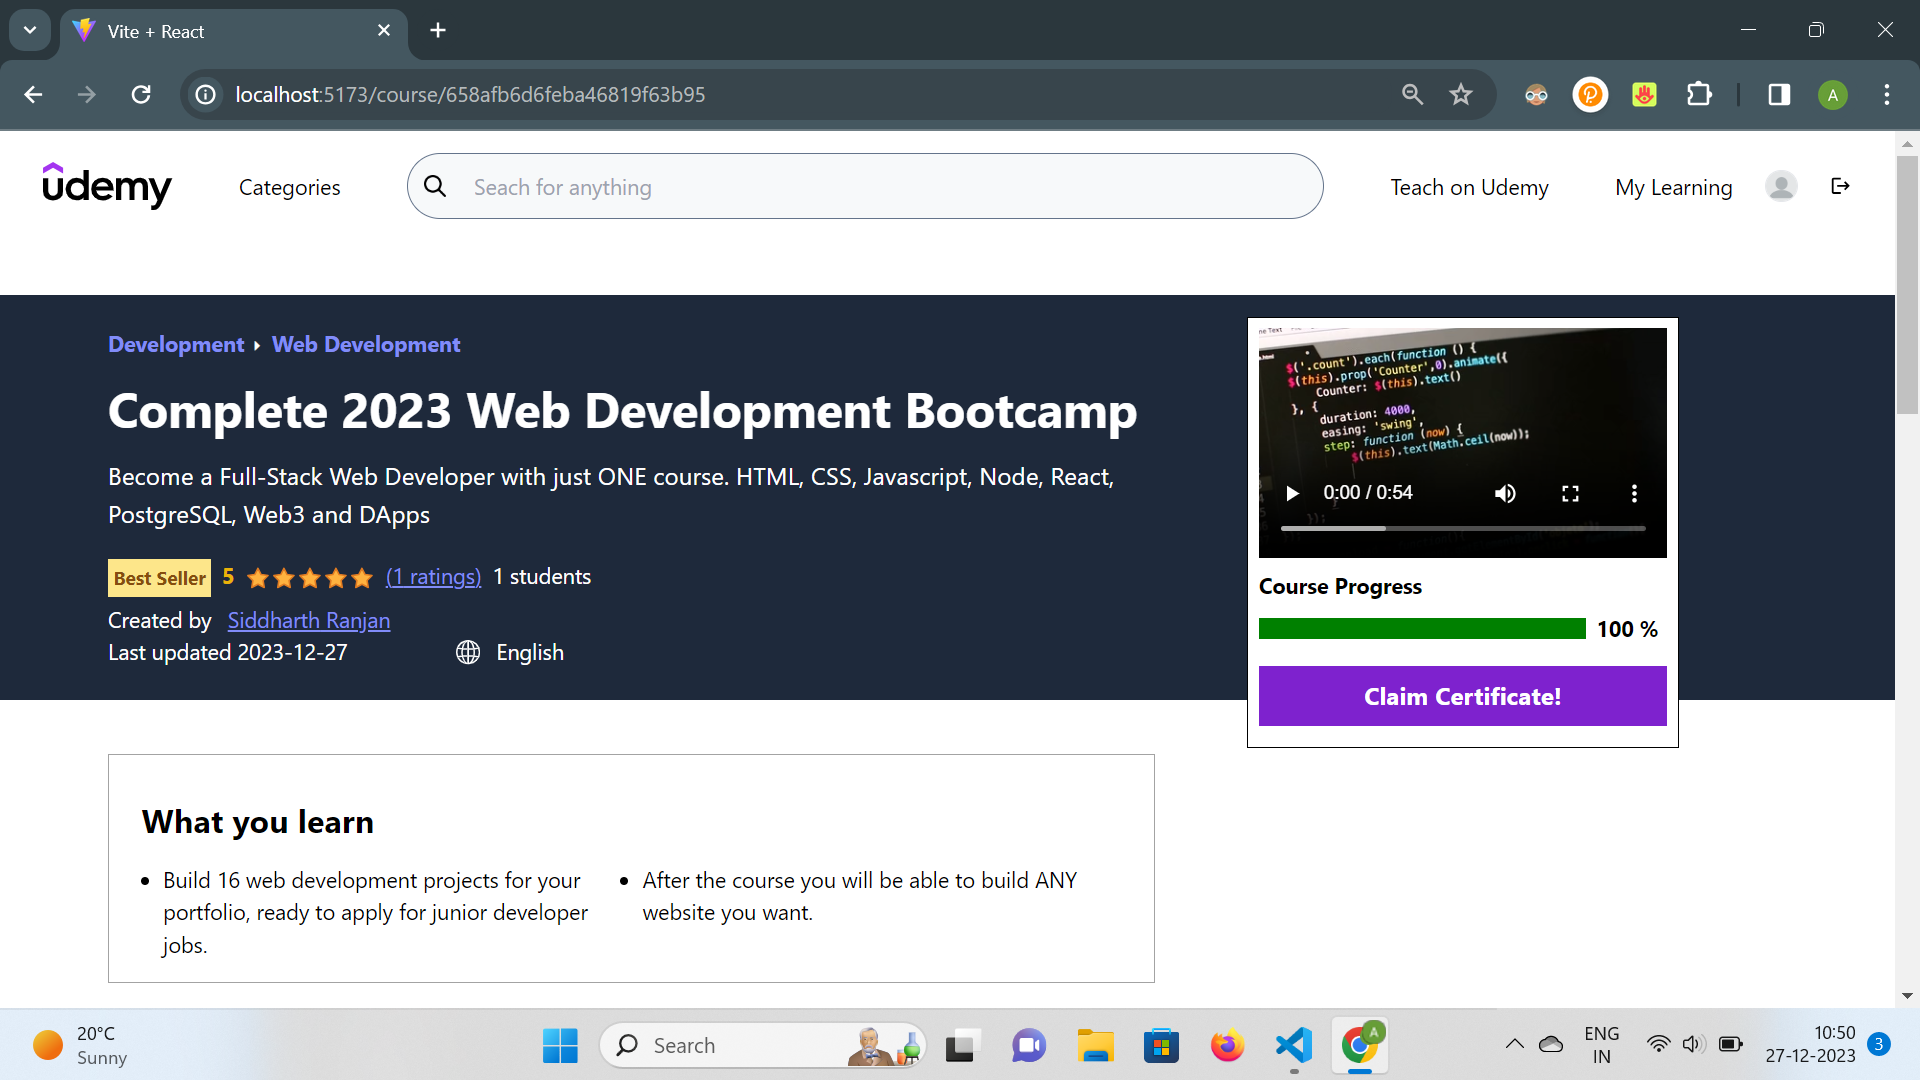 Vite + React
localhost:5173/course/658afb6d6feba46819f63b95
A
udemy
Categories
Seach for anything
Teach on Udemy
My Learning
Development
Web Development
Complete 2023 Web Development Bootcamp
Become a Full-Stack Web Developer with just ONE course. HTML, CSS, Javascript, Node, React,
PostgreSQL, Web3 and DApps
Best Seller 5 (1 ratings) 1 students
Created by Siddharth Ranjan
Last updated 2023-12-27 English
$('.count').each(function () {
$(this).prop('Counter',0).animate({
Counter: $(this).text()
}, {
duration: 4000,
easing: 'swing',
step: function (now) {
$(this).text(Math.ceil(now));
0:00 / 0:54
});
Course Progress
100 %
Claim Certificate!
What you learn
Build 16 web development projects for your
portfolio, ready to apply for junior developer
jobs.
After the course you will be able to build ANY
website you want.
20°C
Sunny
Search
A
ENG
IN
10:50
27-12-2023
3